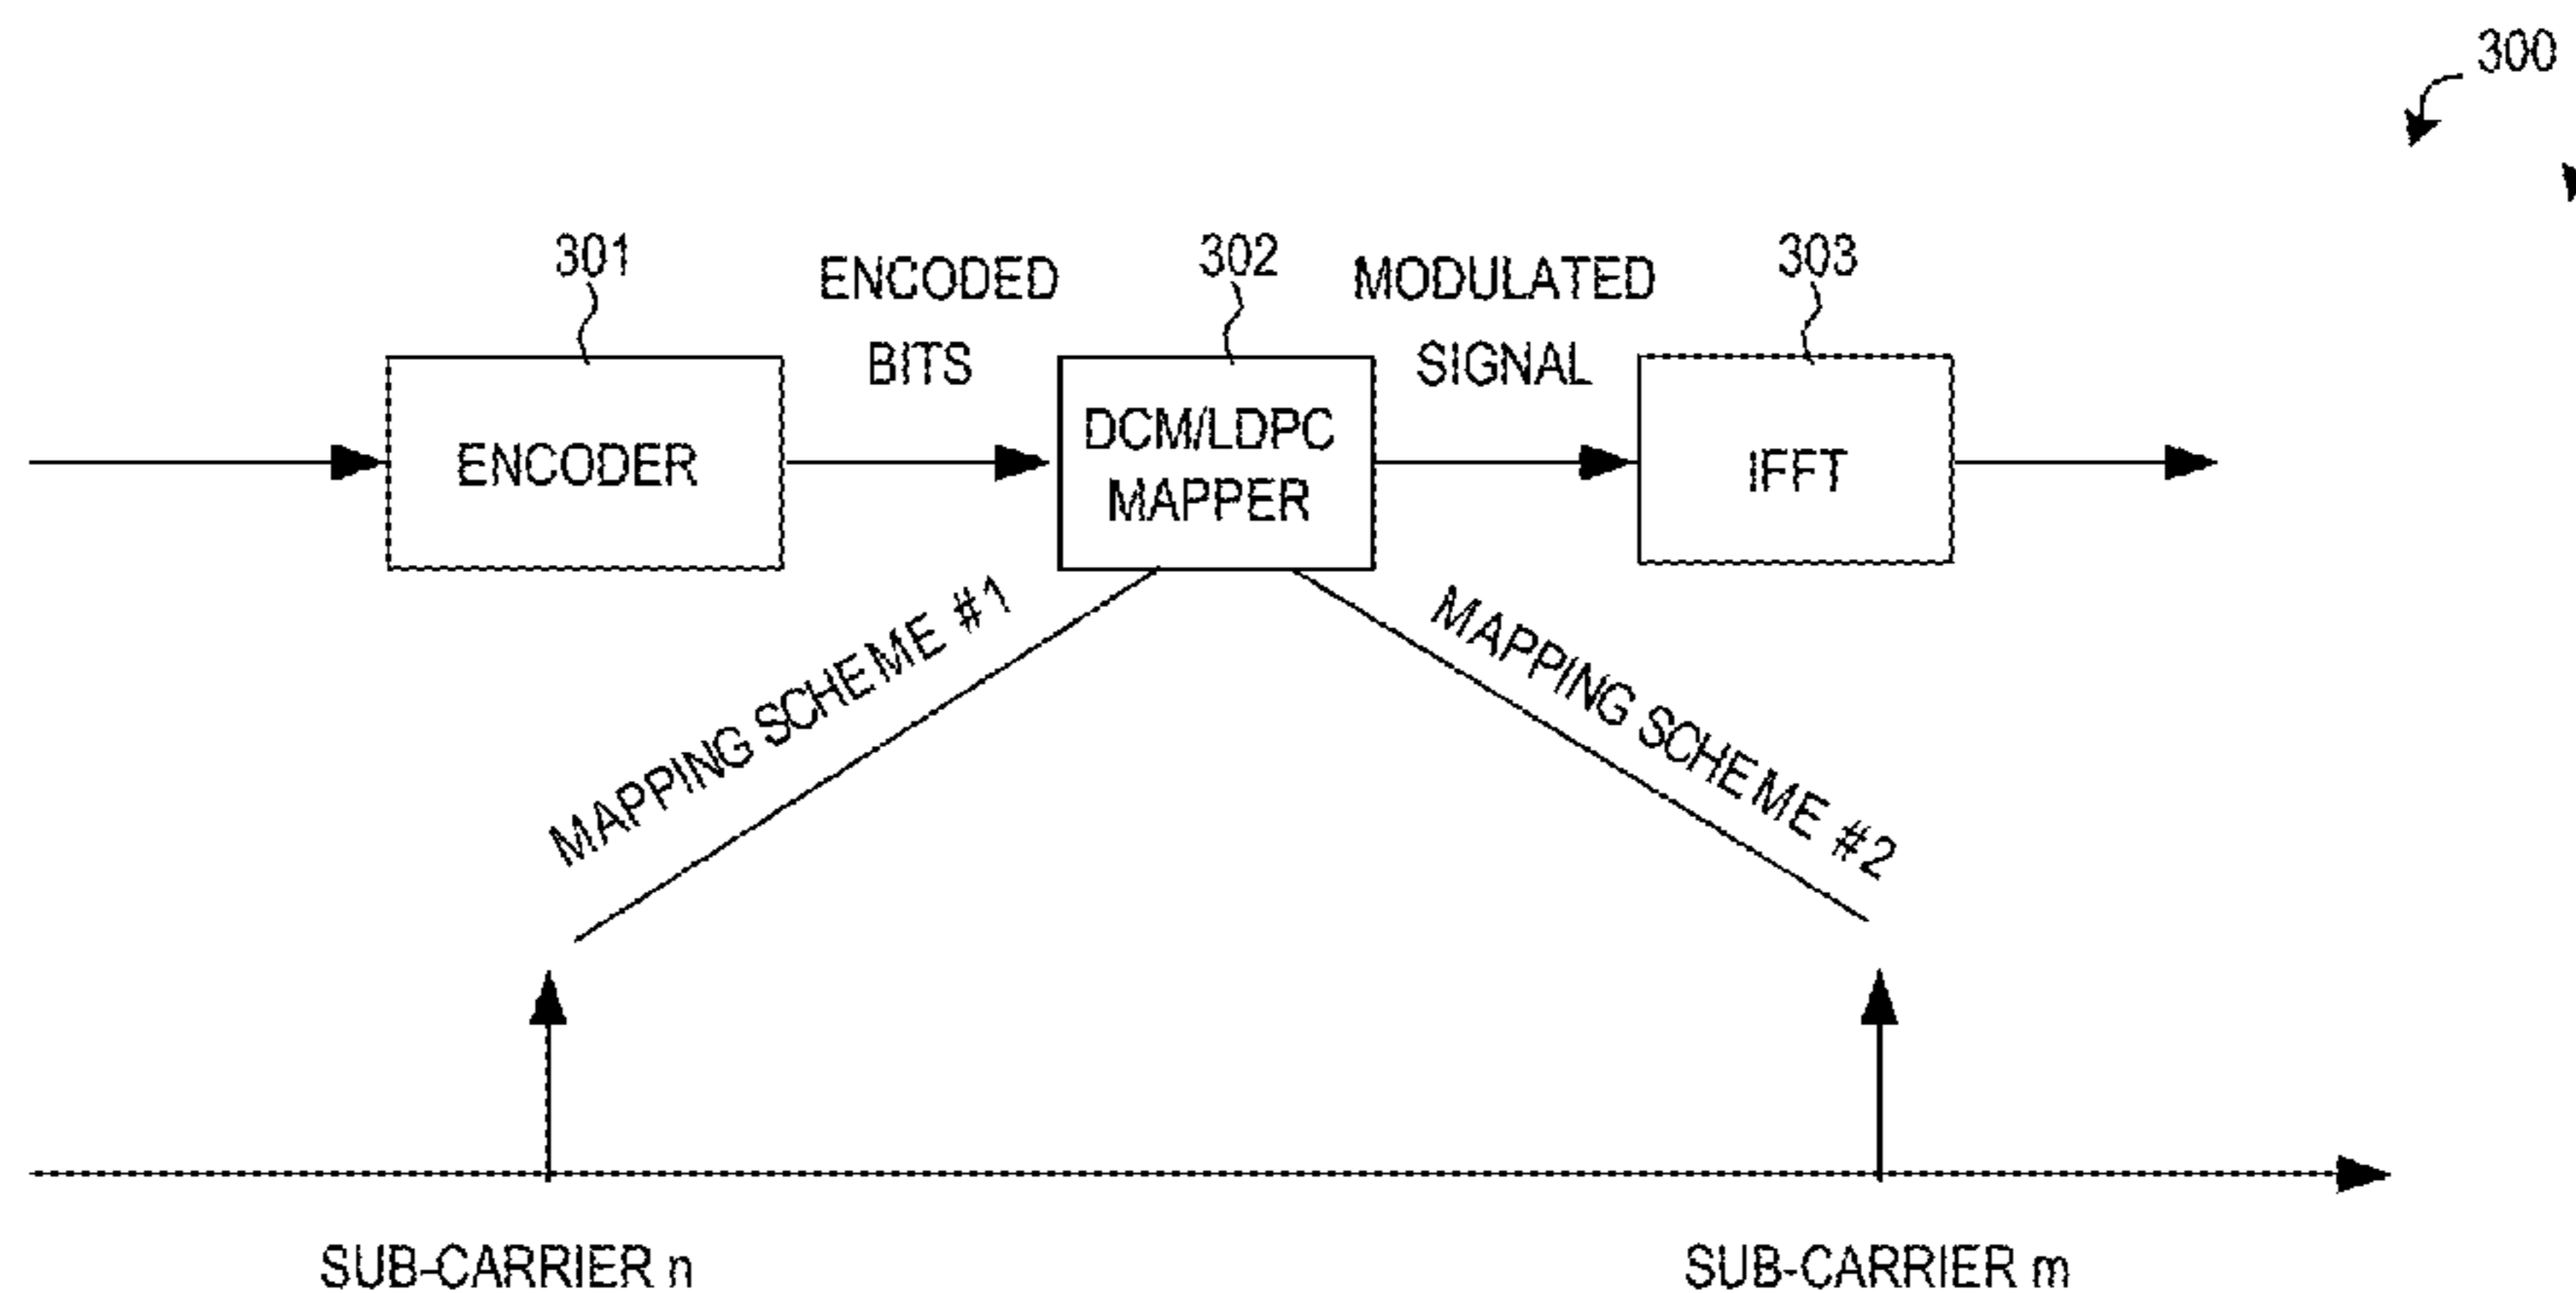 300
301
302
303
ENCODED
BITS
MODULATED
SIGNAL
ENCODER
DCM/LDPC
MAPPER
IFFT
MAPPING SCHEME #1
MAPPING SCHEME #2
SUB-CARRIER n
SUB-CARRIER m